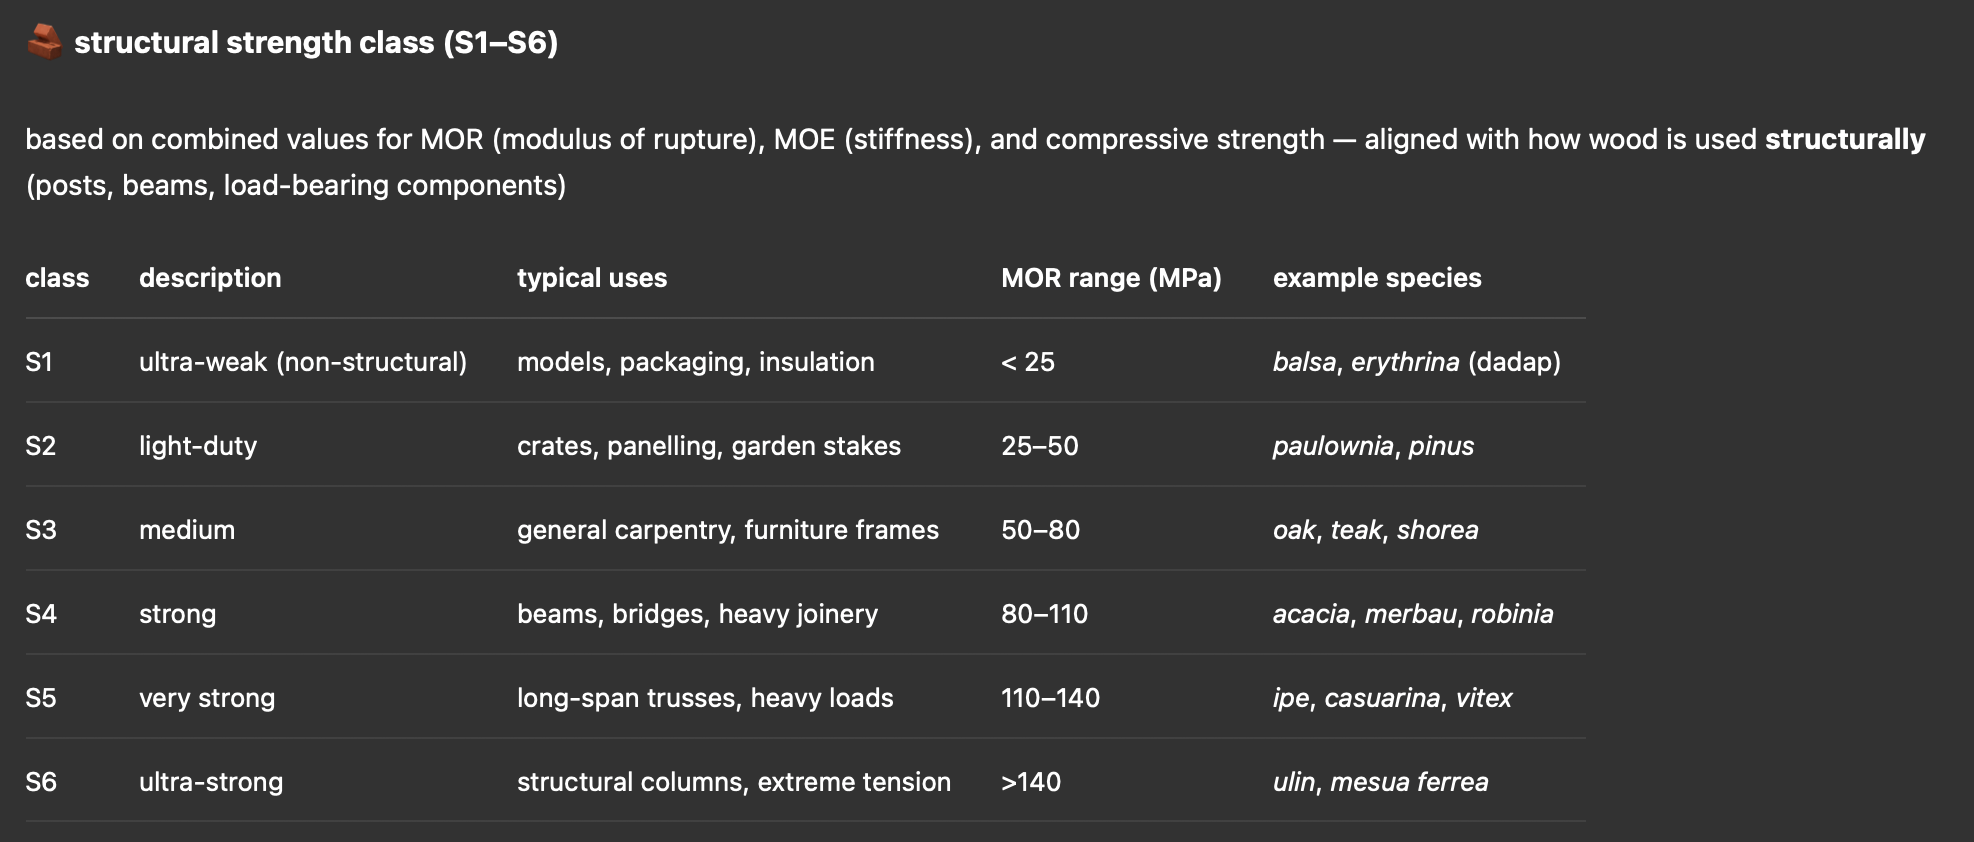 structural strength class (S1–S6)
based on combined values for MOR (modulus of rupture), MOE (stiffness), and compressive strength — aligned with how wood is used structurally
(posts, beams, load-bearing components)
class description typical uses MOR range (MPa) example species
S1 ultra-weak (non-structural) models, packaging, insulation < 25 balsa, erythrina (dadap)
S2 light-duty crates, panelling, garden stakes 25–50 paulownia, pinus
S3 medium general carpentry, furniture frames 50–80 oak, teak, shorea
S4 strong beams, bridges, heavy joinery 80–110 acacia, merbau, robinia
S5 very strong long-span trusses, heavy loads 110–140 ipe, casuarina, vitex
S6 ultra-strong structural columns, extreme tension >140 ulin, mesua ferrea